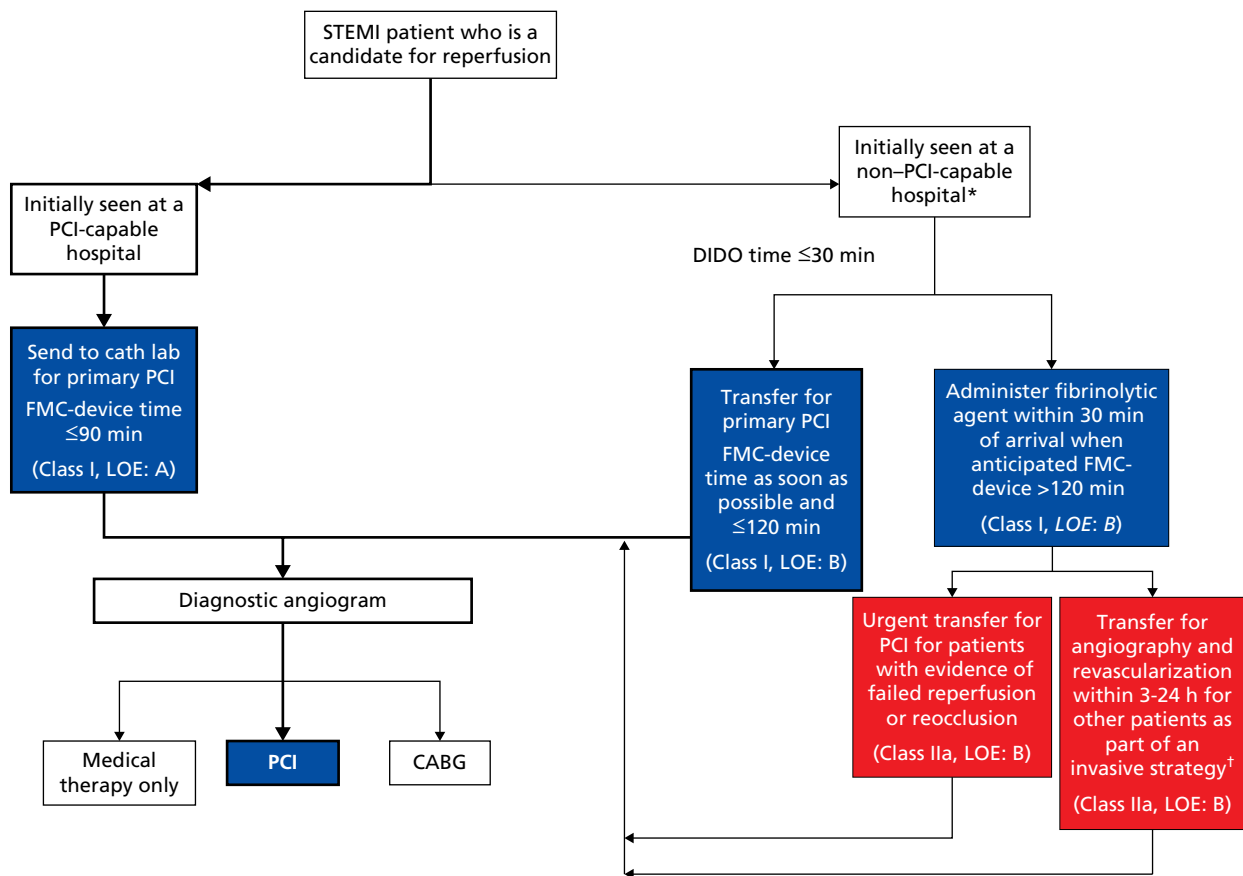 STEMI patient who is a
candidate for reperfusion
Initially seen at a
non–PCI-capable
hospital*
Initially seen at a
PCI-capable
hospital
DIDO time ≤30 min
Send to cath lab
for primary PCI
FMC-device time
≤90 min
(Class I, LOE: A)
Transfer for
primary PCI
FMC-device
time as soon as
possible and
≤120 min
(Class I, LOE: B)
Administer fibrinolytic
agent within 30 min
of arrival when
anticipated FMC-
device >120 min
(Class I, LOE: B)
Diagnostic angiogram
Urgent transfer for
PCI for patients
with evidence of
failed reperfusion
or reocclusion
(Class IIa, LOE: B)
Transfer for
angiography and
revascularization
within 3-24 h for
other patients as
part of an
invasive strategy†
(Class IIa, LOE: B)
Medical
therapy only
PCI
CABG